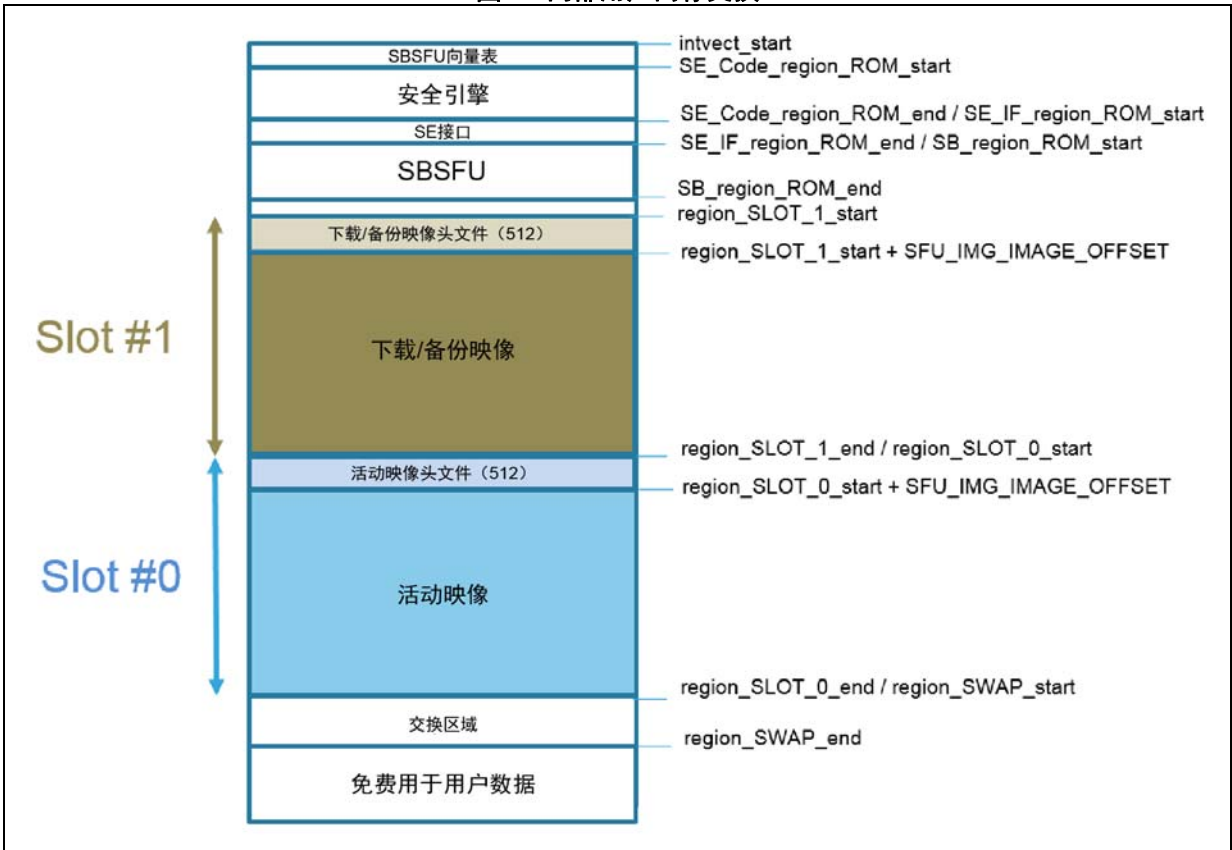 SBSFU向量表
intvect_start
SE_Code_region_ROM_start
安全引擎
SE_Code_region_ROM_end / SE_IF_region_ROM_start
SE接口
SE_IF_region_ROM_end / SB_region_ROM_start
SBSFU
SB_region_ROM_end
region_SLOT_1_start
下载/备份映像头文件（512）
region_SLOT_1_start + SFU_IMG_IMAGE_OFFSET
Slot #1
下载/备份映像
region_SLOT_1_end / region_SLOT_0_start
活动映像头文件（512）
region_SLOT_0_start + SFU_IMG_IMAGE_OFFSET
Slot #0
活动映像
region_SLOT_0_end / region_SWAP_start
交换区域
region_SWAP_end
免费用于用户数据